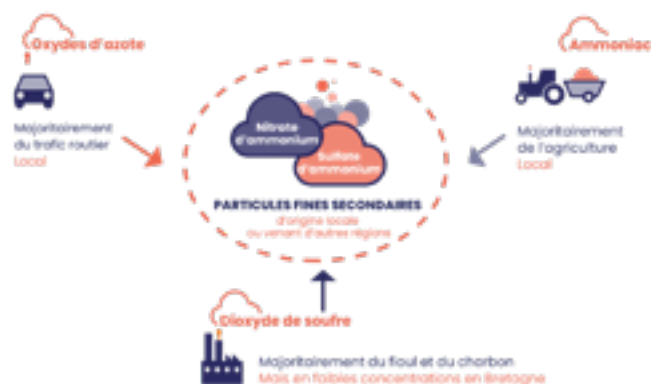 Oxydes d'azote
Majoritairement
du trafic routier
Local
Ammoniac
Majoritairement
de l'agriculture
Local
Nitrate
d'ammonium
Sulfate
d'ammonium
PARTICULES FINES SECONDAIRES
d'origine locale
ou venant d'autres régions
Dioxyde de soufre
Majoritairement du fioul et du charbon
Mais en faibles concentrations en Bretagne